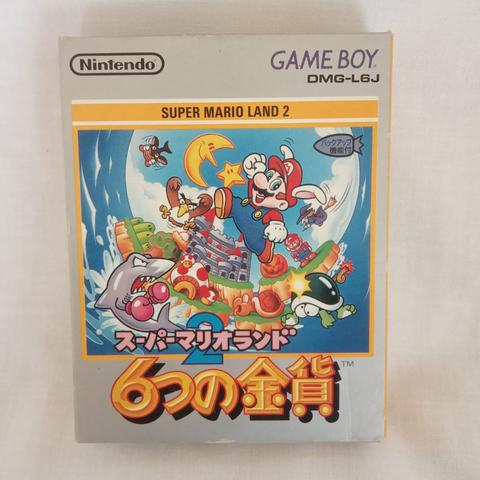 Nintendo
GAME BOY
DMG-L6J
SUPER MARIO LAND 2
バックアップ
機能付
スーパーマリオランド
2
6つの金貨
TM